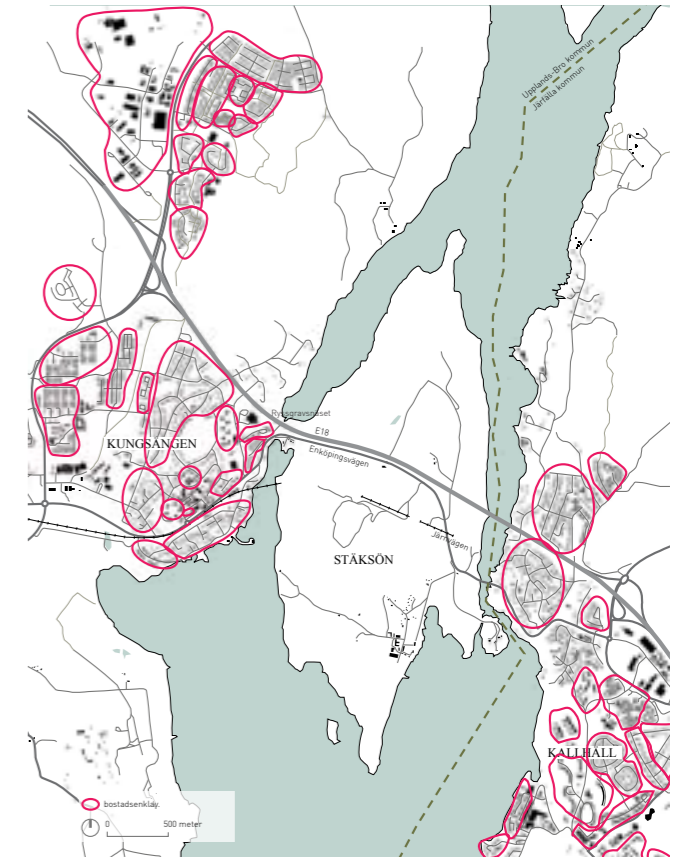 Upplands-Bro kommun
Järfälla kommun
Ryssgravsnäset
E18
KUNGSÄNGEN
Enköpingsvägen
Järnvägen
STÄKSÖN
KALLHÄLL
bostadsenklav.
0 500 meter